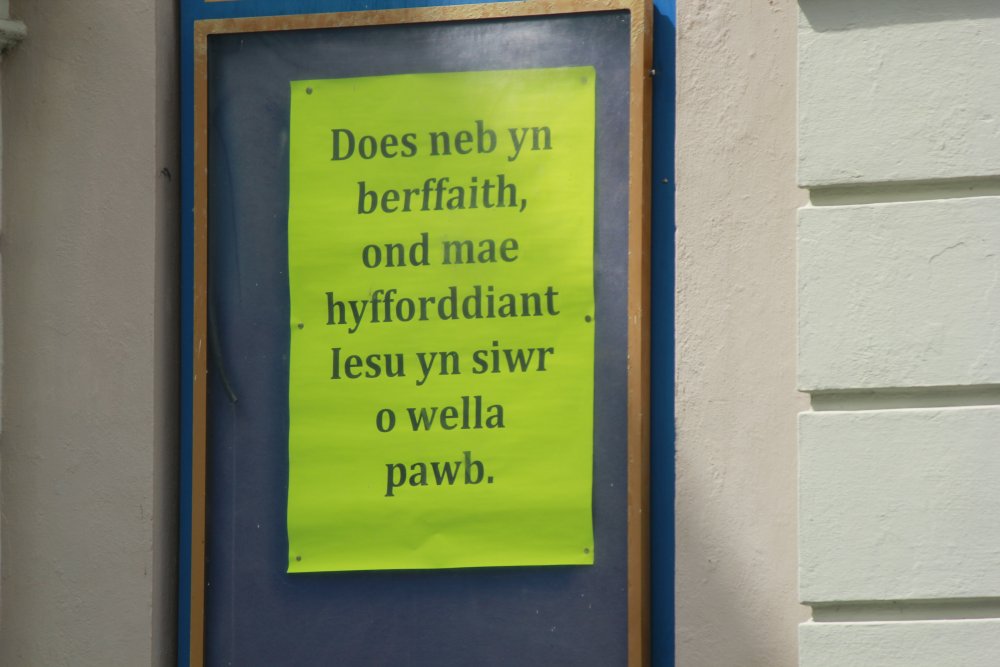 Does neb yn
berffaith,
ond mae
hyfforddiant
Iesu yn siwr
o wella
pawb.